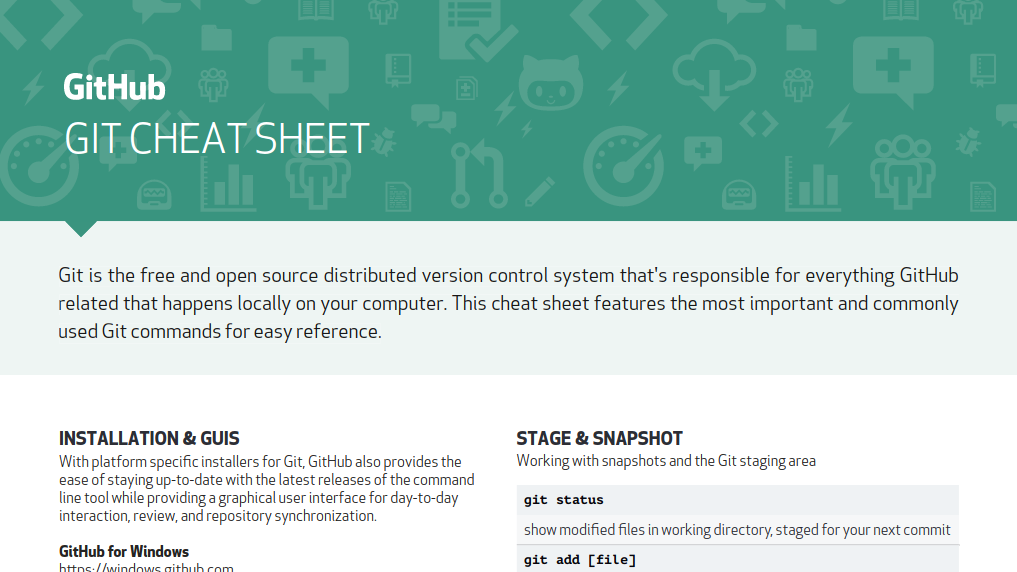 GitHub
GIT CHEAT SHEET
Git is the free and open source distributed version control system that's responsible for everything GitHub
related that happens locally on your computer. This cheat sheet features the most important and commonly
used Git commands for easy reference.
INSTALLATION & GUIS
With platform specific installers for Git, GitHub also provides the
ease of staying up-to-date with the latest releases of the command
line tool while providing a graphical user interface for day-to-day
interaction, review, and repository synchronization.
GitHub for Windows
https://windows.github.com
STAGE & SNAPSHOT
Working with snapshots and the Git staging area
git status
show modified files in working directory, staged for your next commit
git add [file]